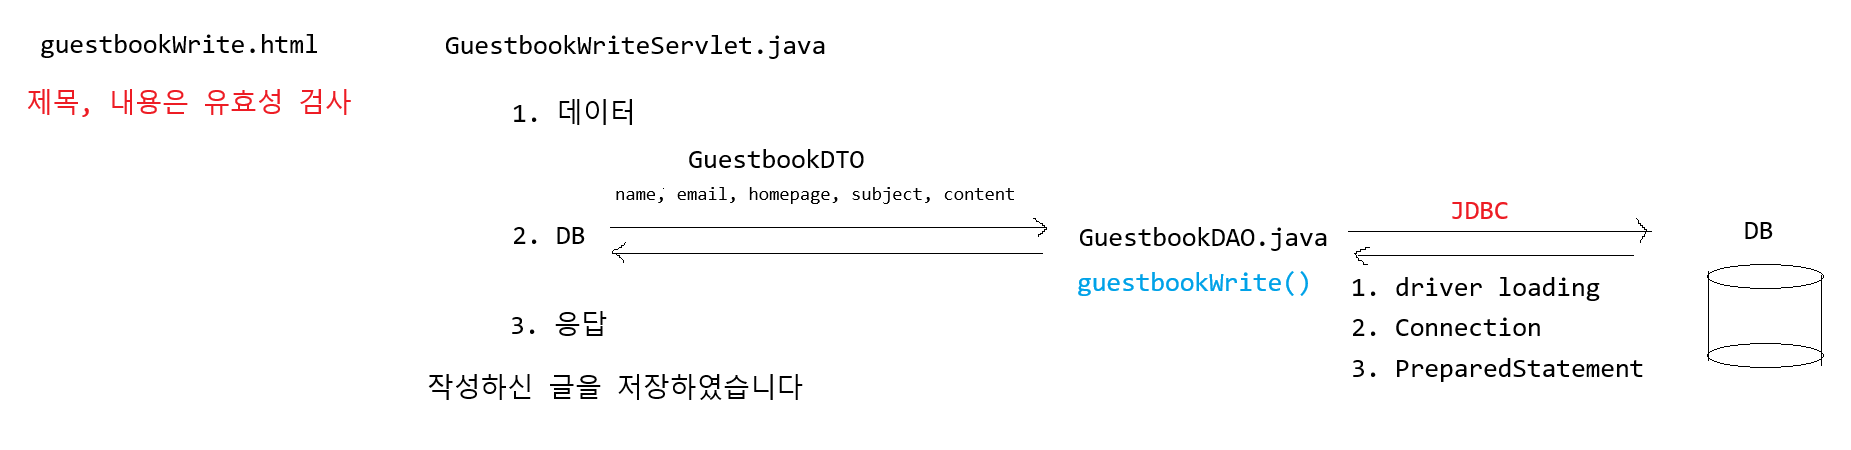 guestbookWrite.html
제목, 내용은 유효성 검사
GuestbookWriteServlet.java
1. 데이터
GuestbookDTO
name, email, homepage, subject, content
2. DB
3. 응답
작성하신 글을 저장하였습니다
GuestbookDAO.java
guestbookWrite()
JDBC
1. driver loading
2. Connection
3. PreparedStatement
DB